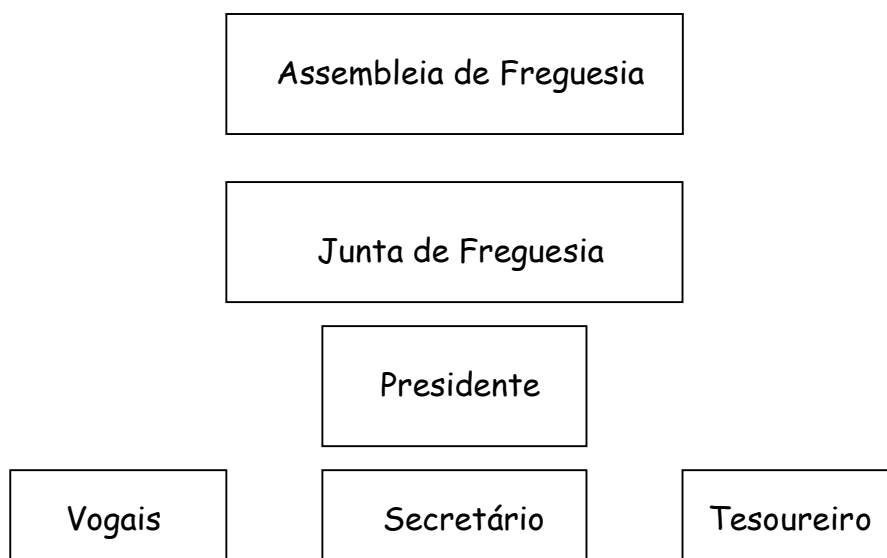 Assembleia de Freguesia
Junta de Freguesia
Presidente
Vogais
Secretário
Tesoureiro